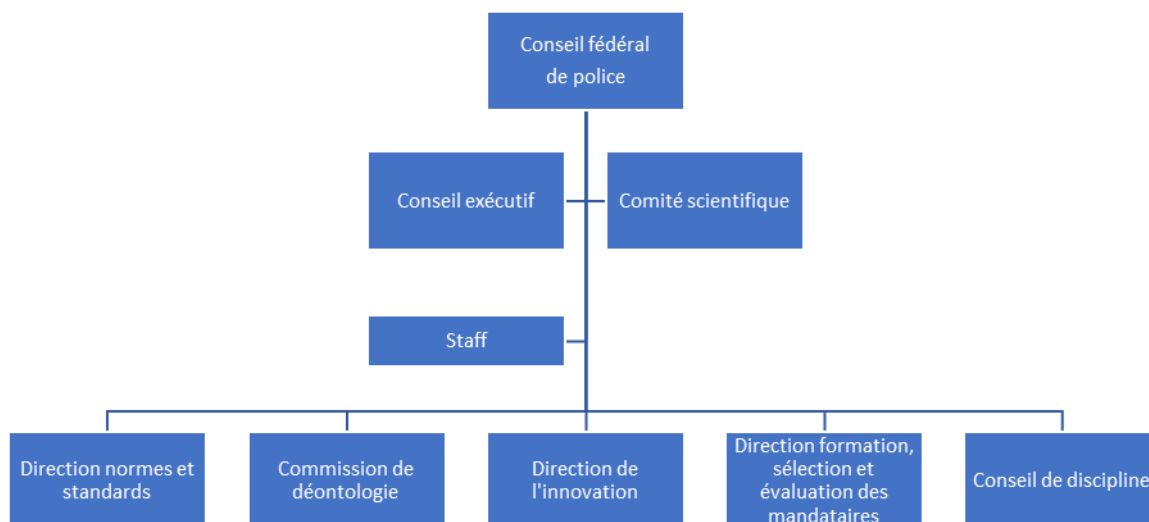 Conseil fédéral
de police
Conseil exécutif
Comité scientifique
Staff
Direction normes et
standards
Commission de
déontologie
Direction de
l'innovation
Direction formation,
sélection et
évaluation des
mandataires
Conseil de discipline